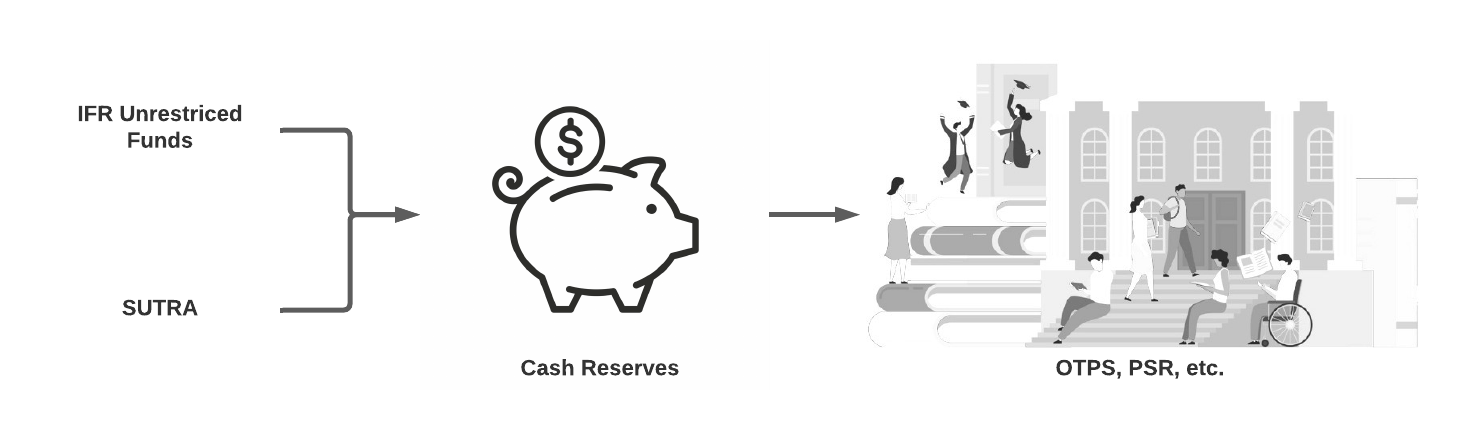 IFR Unrestriced
Funds
SUTRA
$
Cash Reserves
OTPS, PSR, etc.